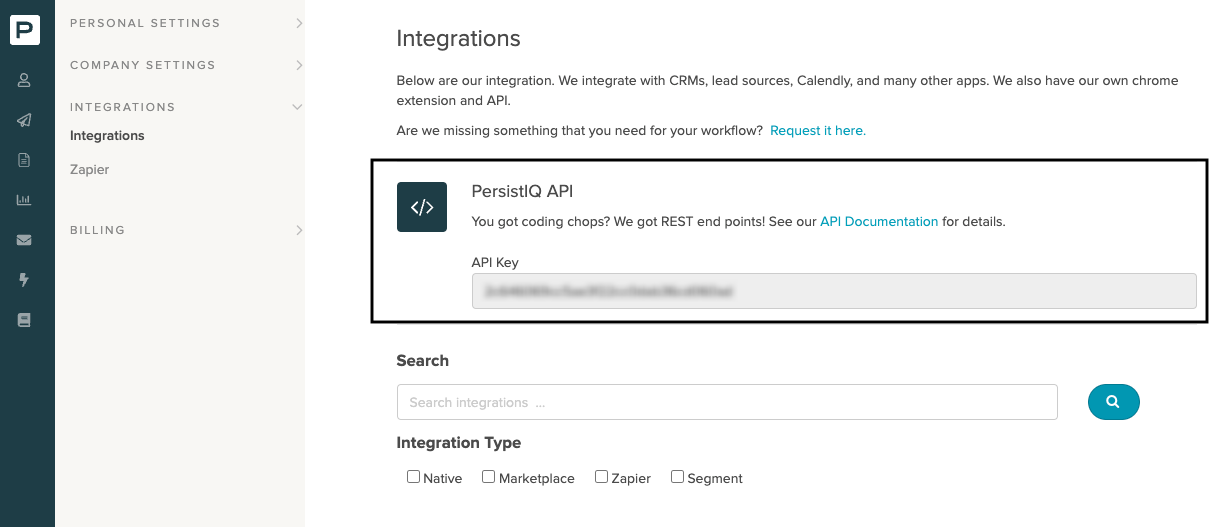 P
PERSONAL SETTINGS
COMPANY SETTINGS
INTEGRATIONS
Integrations
Zapier
BILLING
Integrations
Below are our integration. We integrate with CRMs, lead sources, Calendly, and many other apps. We also have our own chrome
extension and API.
Are we missing something that you need for your workflow? Request it here.
</>
PersistIQ API
You got coding chops? We got REST end points! See our API Documentation for details.
API Key
Search
Search integrations ...
Integration Type
Native Marketplace Zapier Segment